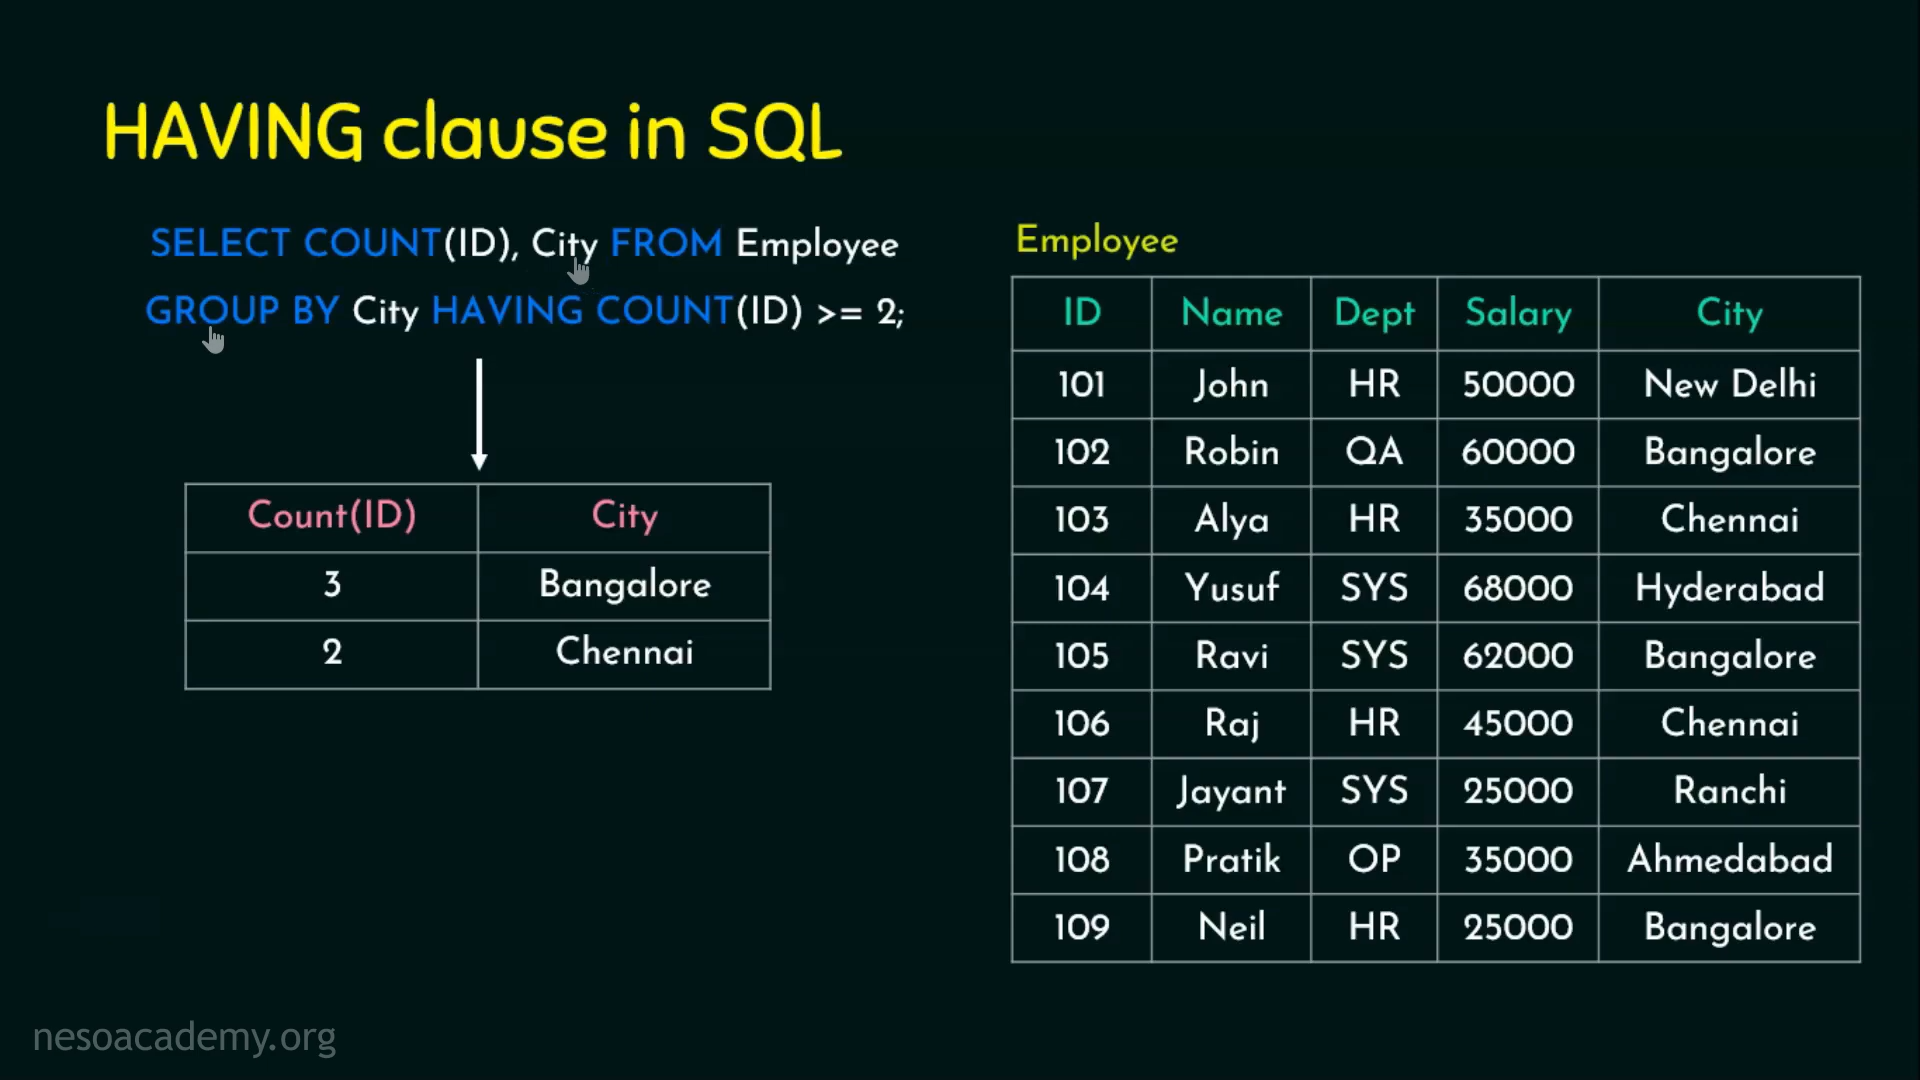 HAVING clause in SQL
SELECT COUNT(ID), City FROM Employee
GROUP BY City HAVING COUNT(ID) >= 2;
Count(ID) City
3 Bangalore
2 Chennai
Employee
ID Name Dept Salary City
101 John HR 50000 New Delhi
102 Robin QA 60000 Bangalore
103 Alya HR 35000 Chennai
104 Yusuf SYS 68000 Hyderabad
105 Ravi SYS 62000 Bangalore
106 Raj HR 45000 Chennai
107 Jayant SYS 25000 Ranchi
108 Pratik OP 35000 Ahmedabad
109 Neil HR 25000 Bangalore
nesoacademy.org